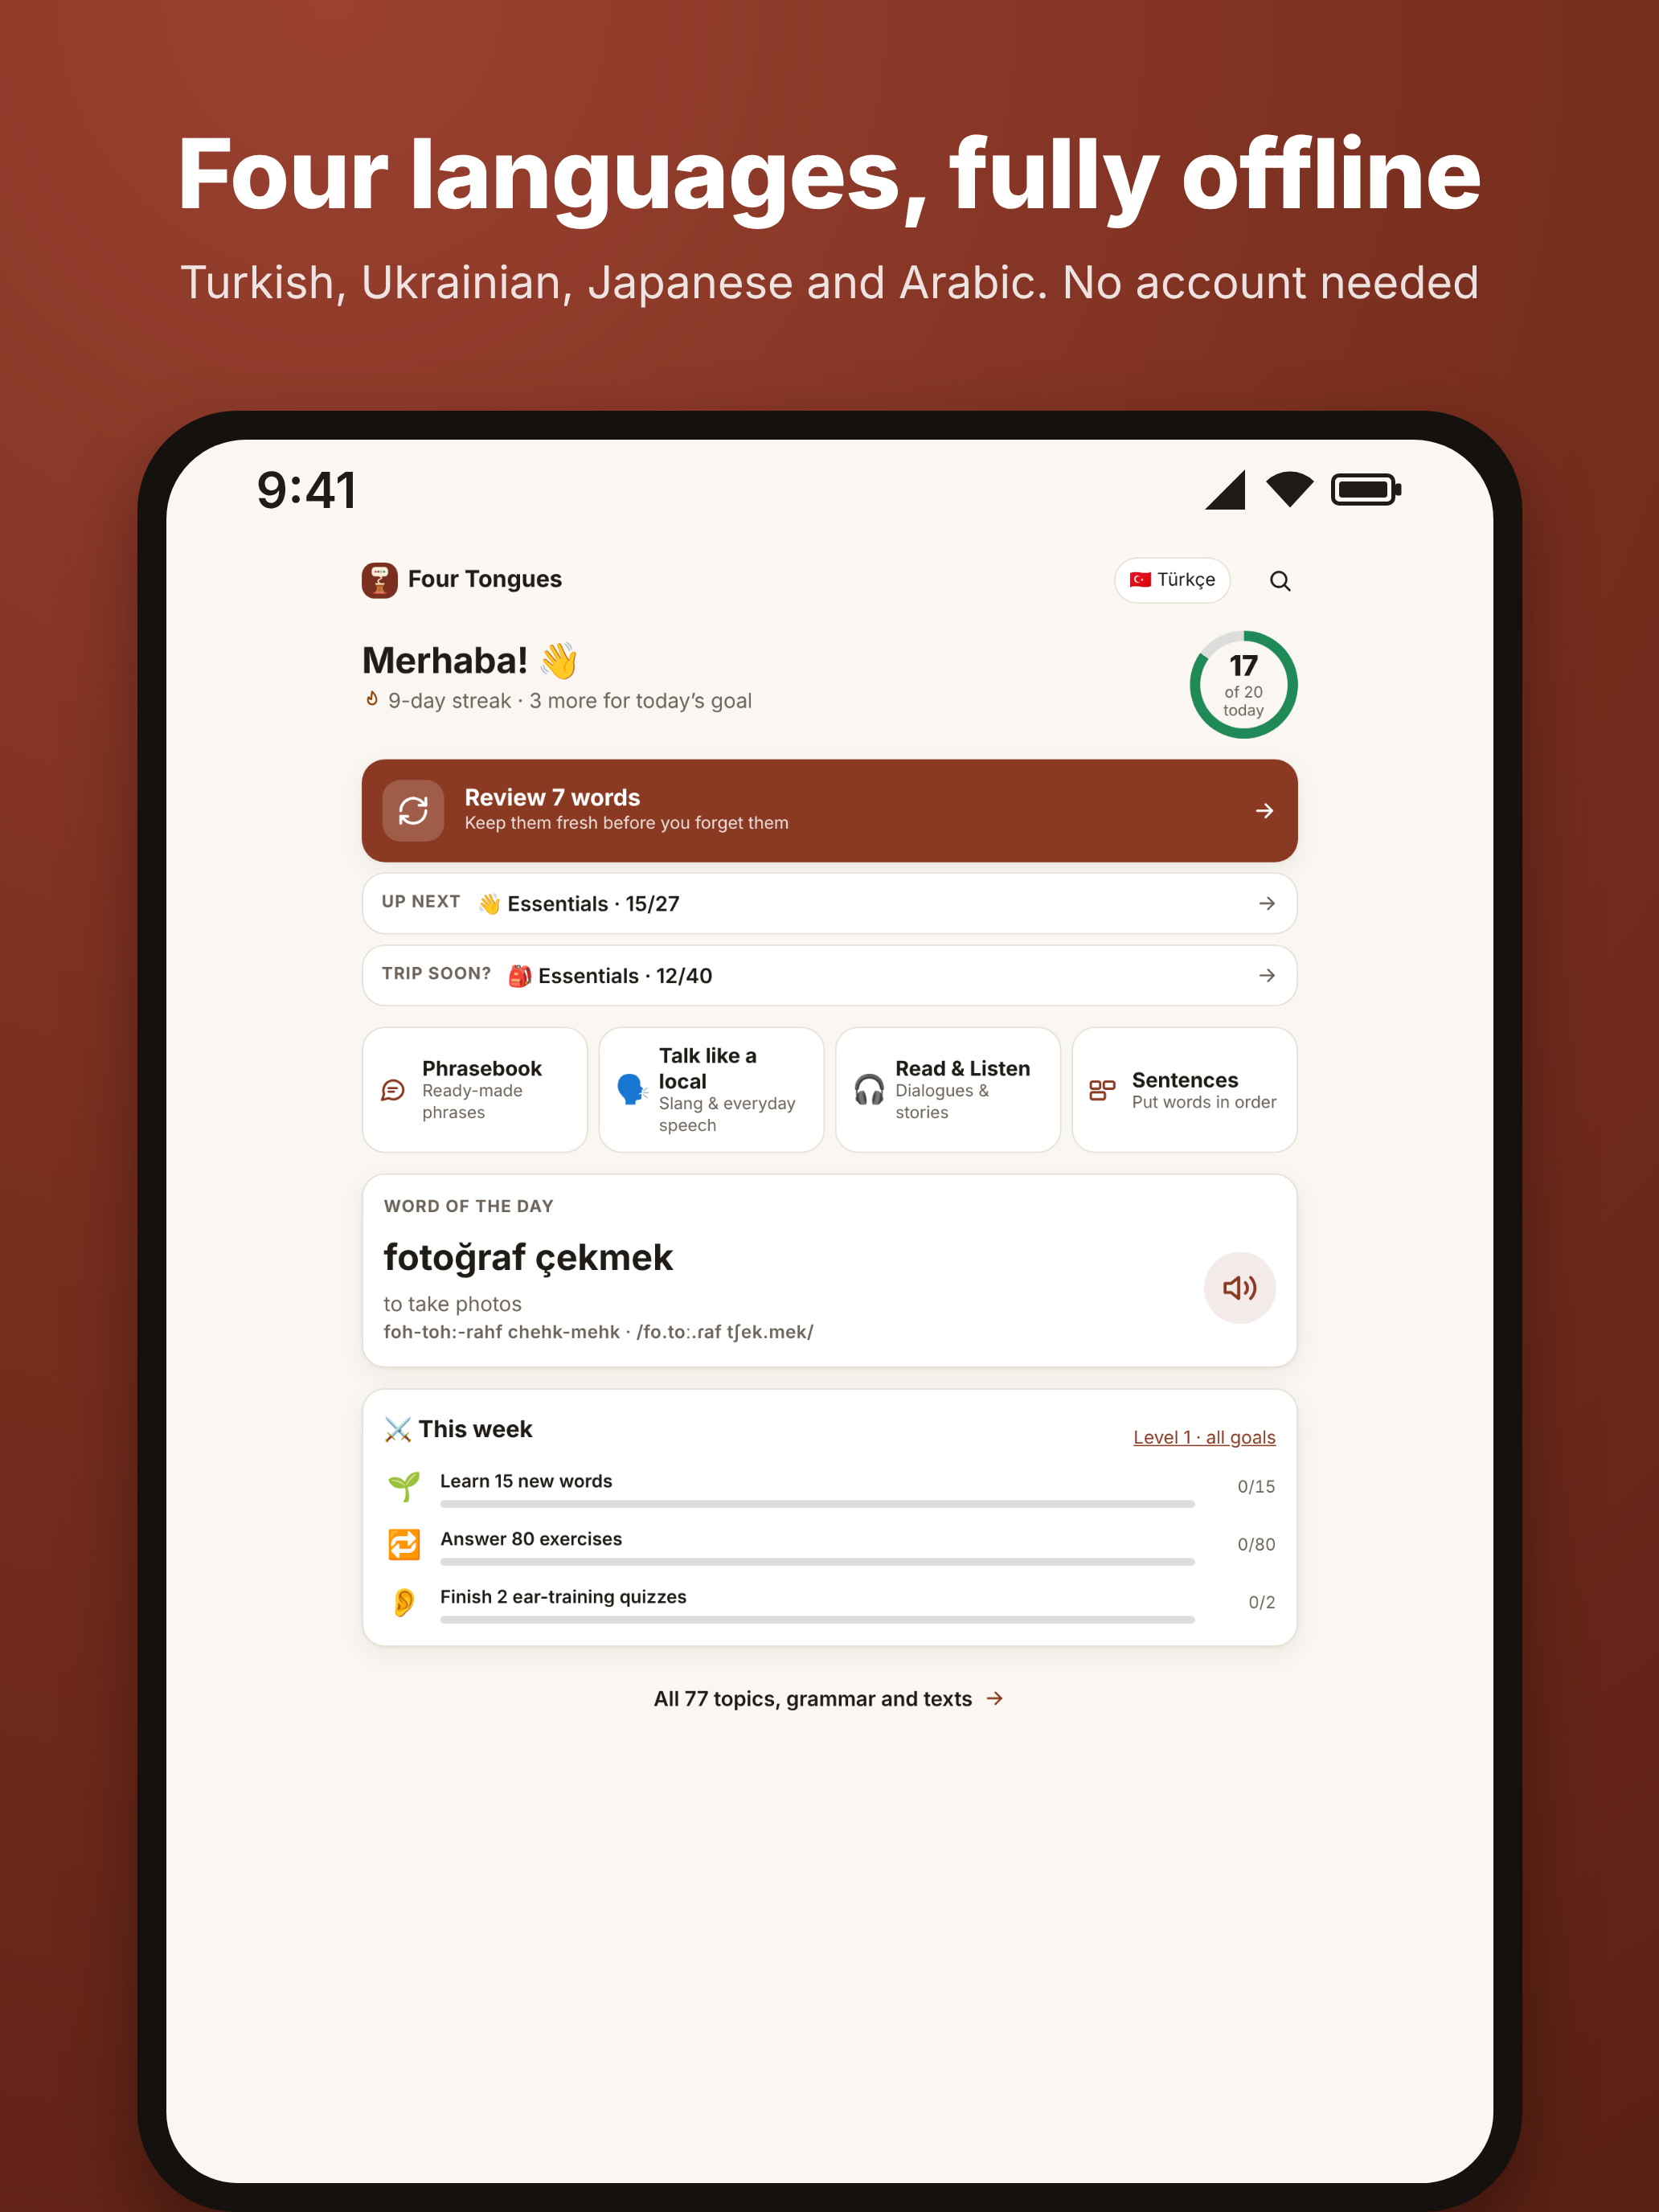 Four languages, fully offline
Turkish, Ukrainian, Japanese and Arabic. No account needed
9:41
Four Tongues
Türkçe
Merhaba! 👋
9-day streak · 3 more for today’s goal
17
of 20
today
Review 7 words
Keep them fresh before you forget them
UP NEXT 👋 Essentials · 15/27
TRIP SOON? 🎒 Essentials · 12/40
Phrasebook
Ready-made
phrases
Talk like a
local
Slang & everyday
speech
Read & Listen
Dialogues &
stories
Sentences
Put words in order
WORD OF THE DAY
fotoğraf çekmek
to take photos
foh-toh:-rahf chehk-mehk · /fo.toː.ɾaf tʃek.mek/
⚔️ This week
Level 1 · all goals
Learn 15 new words
0/15
Answer 80 exercises
0/80
Finish 2 ear-training quizzes
0/2
All 77 topics, grammar and texts →